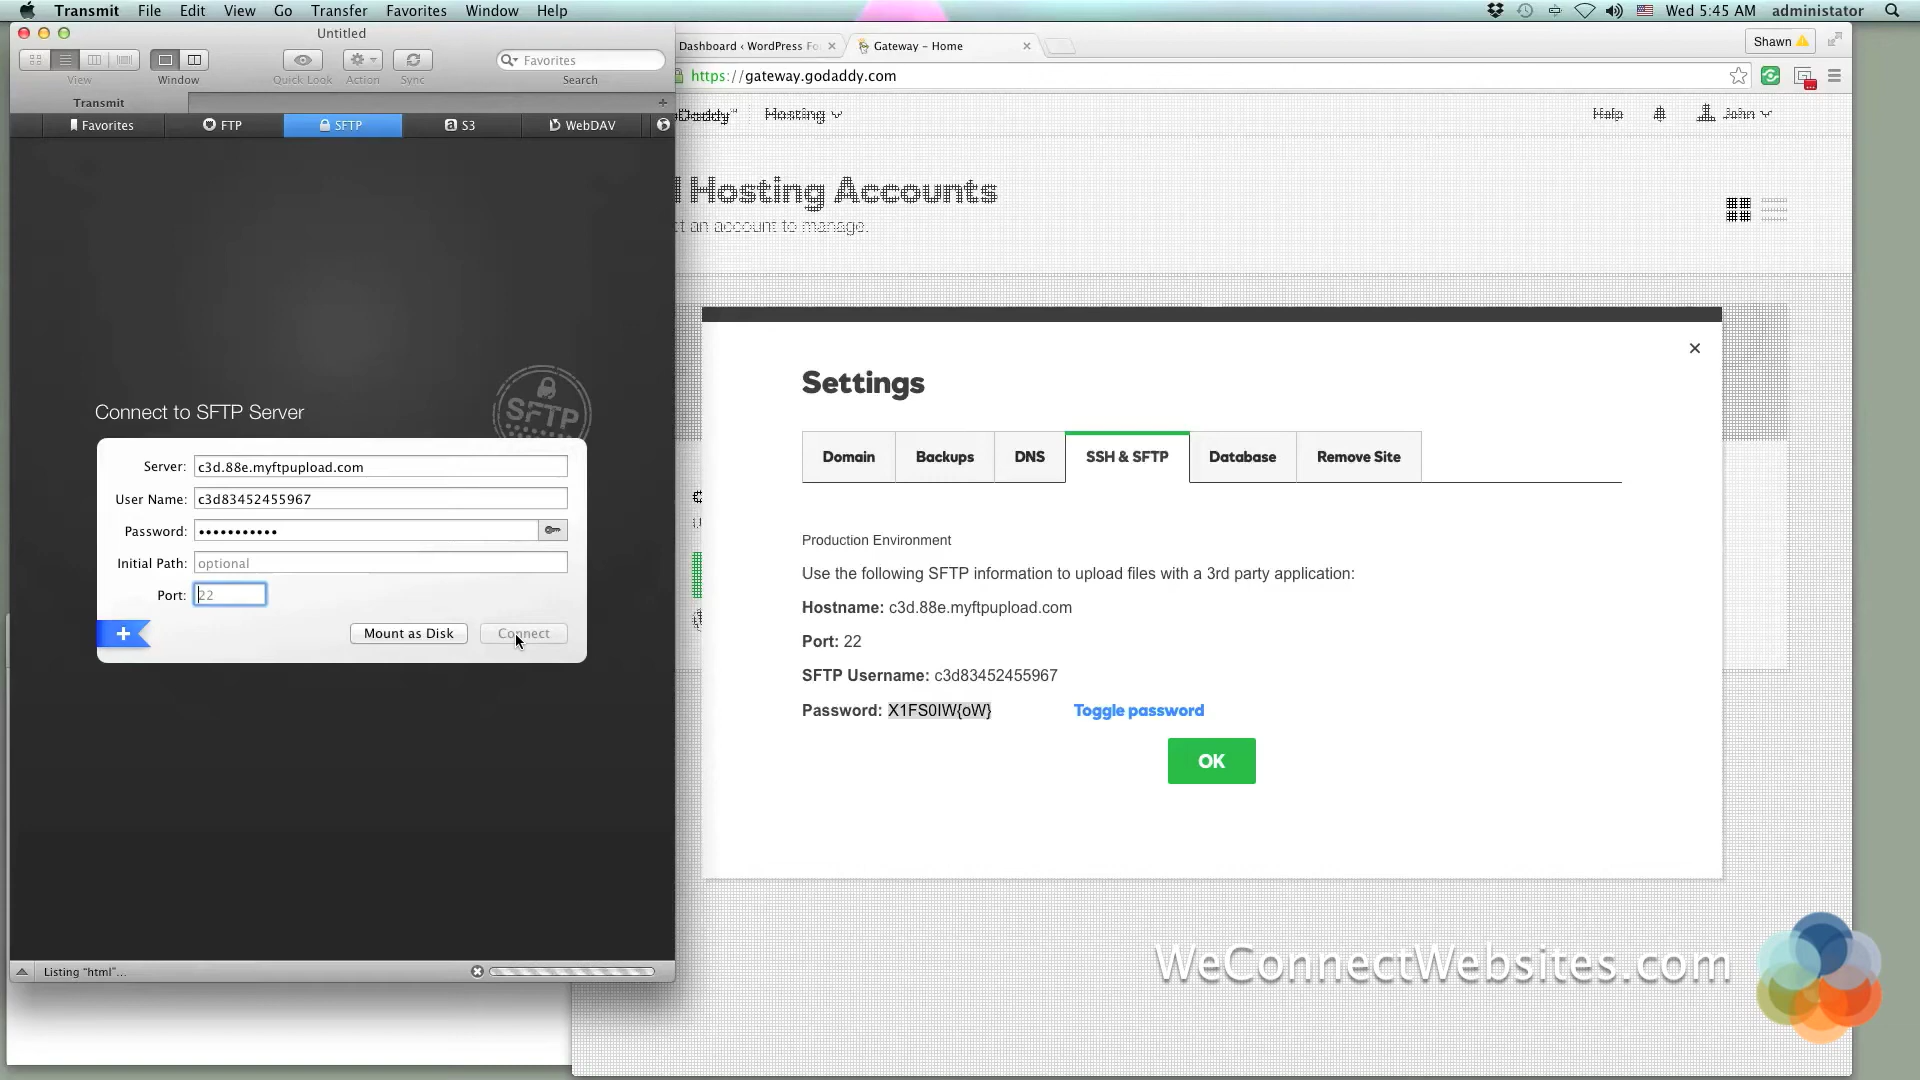 Transmit File Edit View Go Transfer Favorites Window Help Wed 5:45 AM administator
Untitled
View Window Quick Look Action Sync Favorites Search
Transmit
Favorites FTP SFTP S3 WebDAV
Connect to SFTP Server
SFTP
Server: c3d.88e.myftpupload.com
User Name: c3d83452455967
Password: •••••••••••
Initial Path: optional
Port: 22
Mount as Disk Connect
Listing "html"...
Dashboard ‹ WordPress Fo Gateway – Home Shawn
https://gateway.godaddy.com
Daddy™ Hosting Help John
Hosting Accounts
ct an account to manage.
Settings
Domain Backups DNS SSH & SFTP Database Remove Site
Production Environment
Use the following SFTP information to upload files with a 3rd party application:
Hostname: c3d.88e.myftpupload.com
Port: 22
SFTP Username: c3d83452455967
Password: X1FS0IW{oW} Toggle password
OK
WeConnectWebsites.com